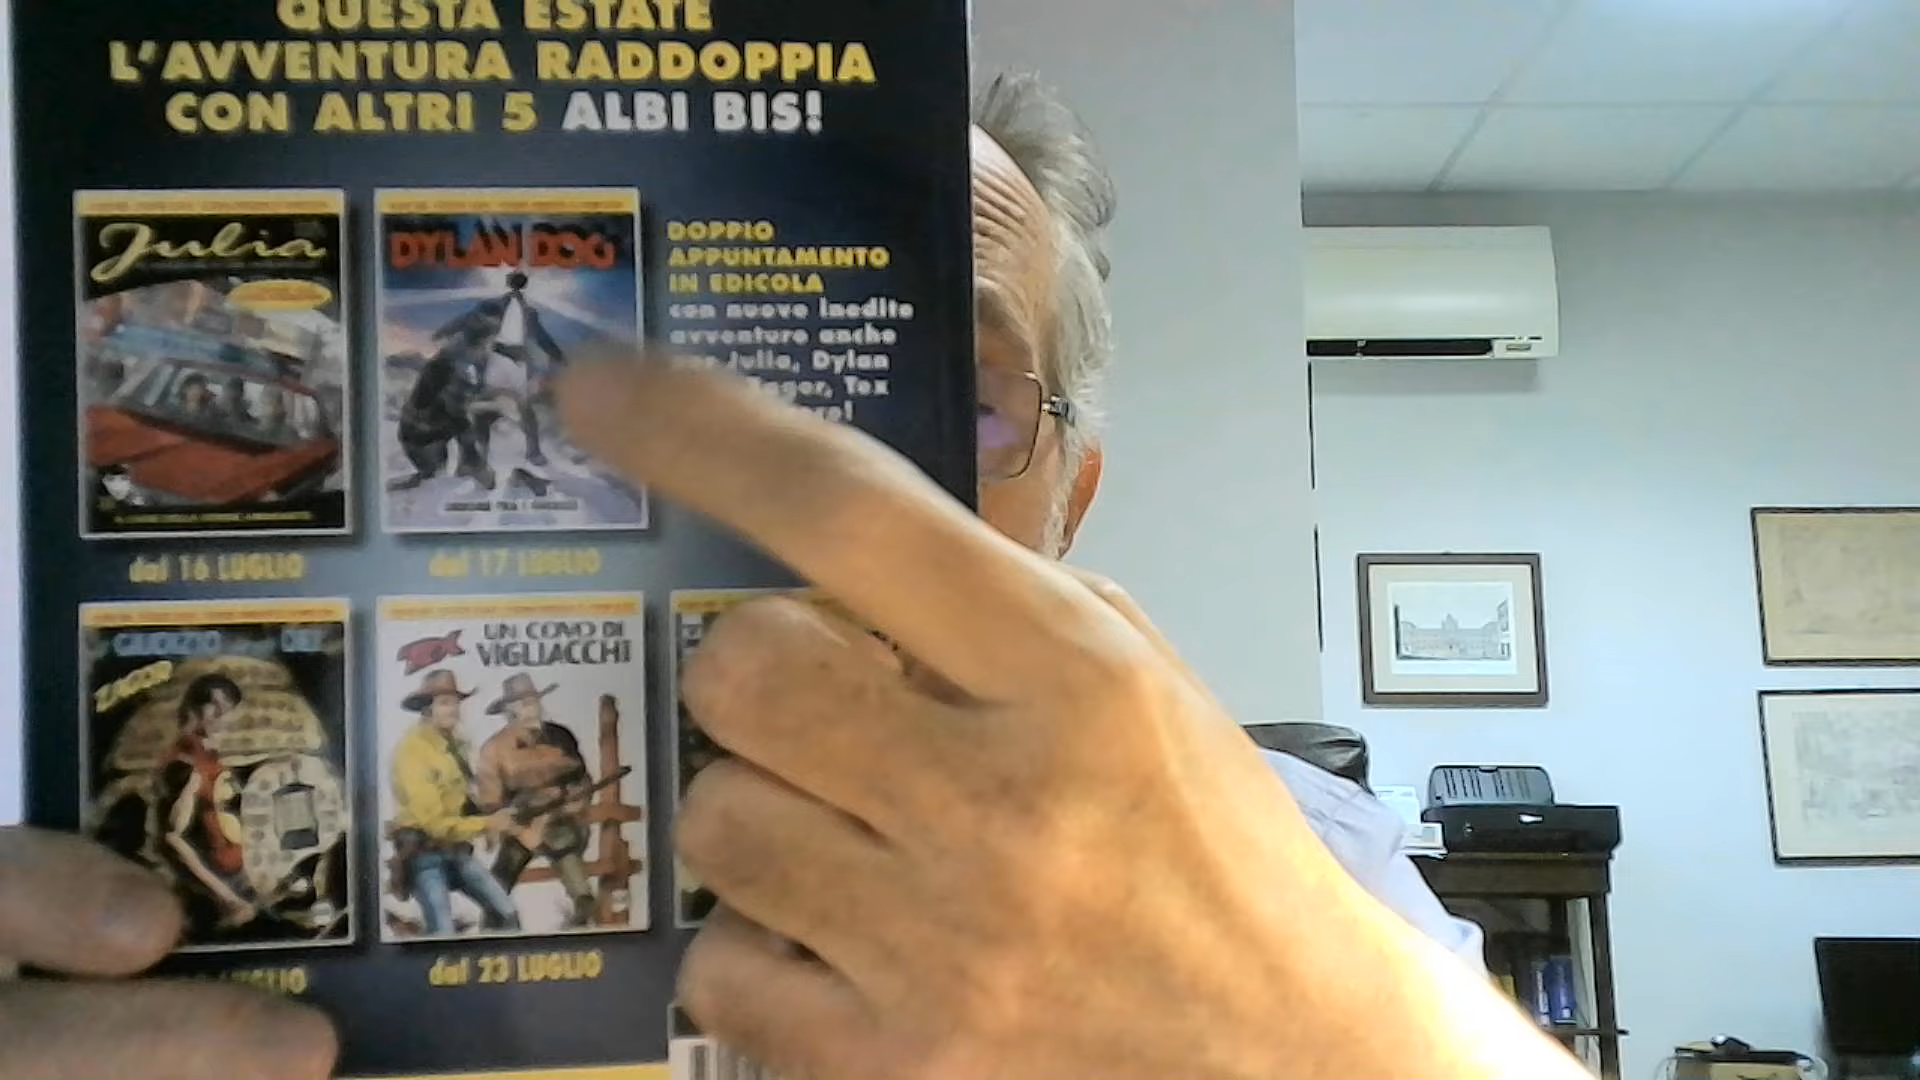 QUESTA ESTATE
L'AVVENTURA RADDOPPIA
CON ALTRI 5 ALBI BIS!
Julia
DYLAN DOG
DOPPIO
APPUNTAMENTO
IN EDICOLA
con nuove inedite
avventure anche
Julia, Dylan
Zagor, Tex
dal 16 LUGLIO
dal 17 LUGLIO
ZAGOR
TEX
UN COVO DI
VIGLIACCHI
LUGLIO
dal 23 LUGLIO